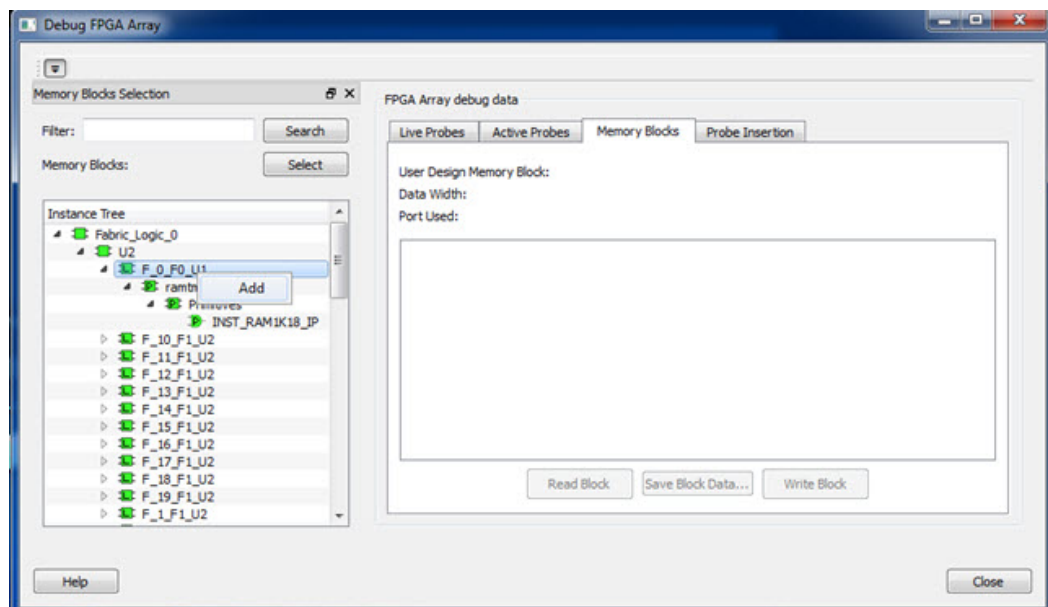 Debug FPGA Array
Memory Blocks Selection
Filter:
Search
Memory Blocks:
Select
Instance Tree
Fabric_Logic_0
U2
F_0_F0_U1
Add
INST_RAM1K18_IP
F_10_F1_U2
F_11_F1_U2
F_12_F1_U2
F_13_F1_U2
F_14_F1_U2
F_15_F1_U2
F_16_F1_U2
F_17_F1_U2
F_18_F1_U2
F_19_F1_U2
F_1_F1_U2
FPGA Array debug data
Live Probes Active Probes Memory Blocks Probe Insertion
User Design Memory Block:
Data Width:
Port Used:
Read Block Save Block Data... Write Block
Help
Close